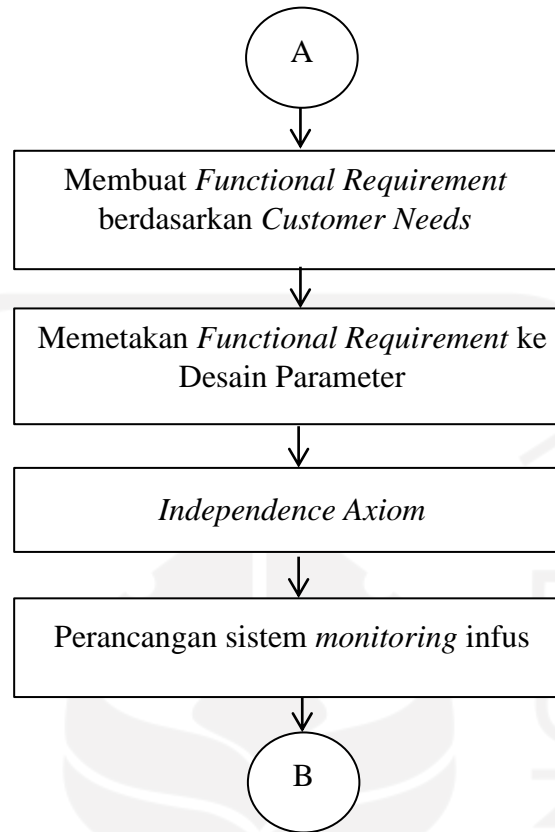 A
Membuat Functional Requirement
berdasarkan Customer Needs
Memetakan Functional Requirement ke
Desain Parameter
Independence Axiom
Perancangan sistem monitoring infus
B